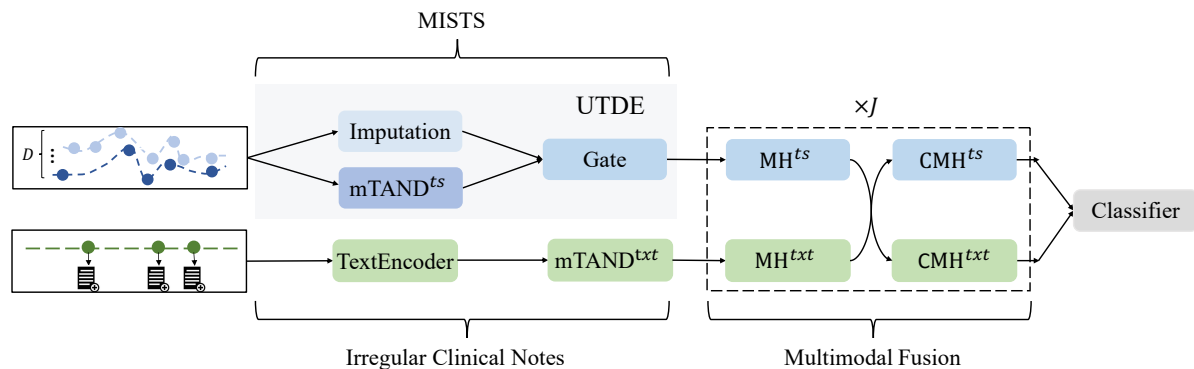 MISTS
UTDE
×J
D
⋮
Imputation
Gate
MH^ts
CMH^ts
mTAND^ts
Classifier
TextEncoder
mTAND^txt
MH^txt
CMH^txt
Irregular Clinical Notes
Multimodal Fusion